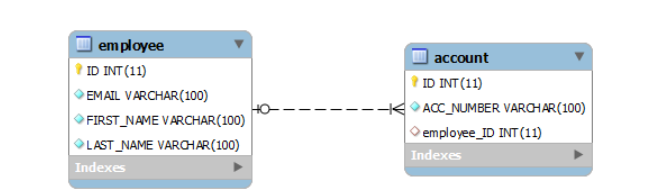 employee
ID INT(11)
EMAIL VARCHAR(100)
FIRST_NAME VARCHAR(100)
LAST_NAME VARCHAR(100)
Indexes
account
ID INT(11)
ACC_NUMBER VARCHAR(100)
employee_ID INT(11)
Indexes